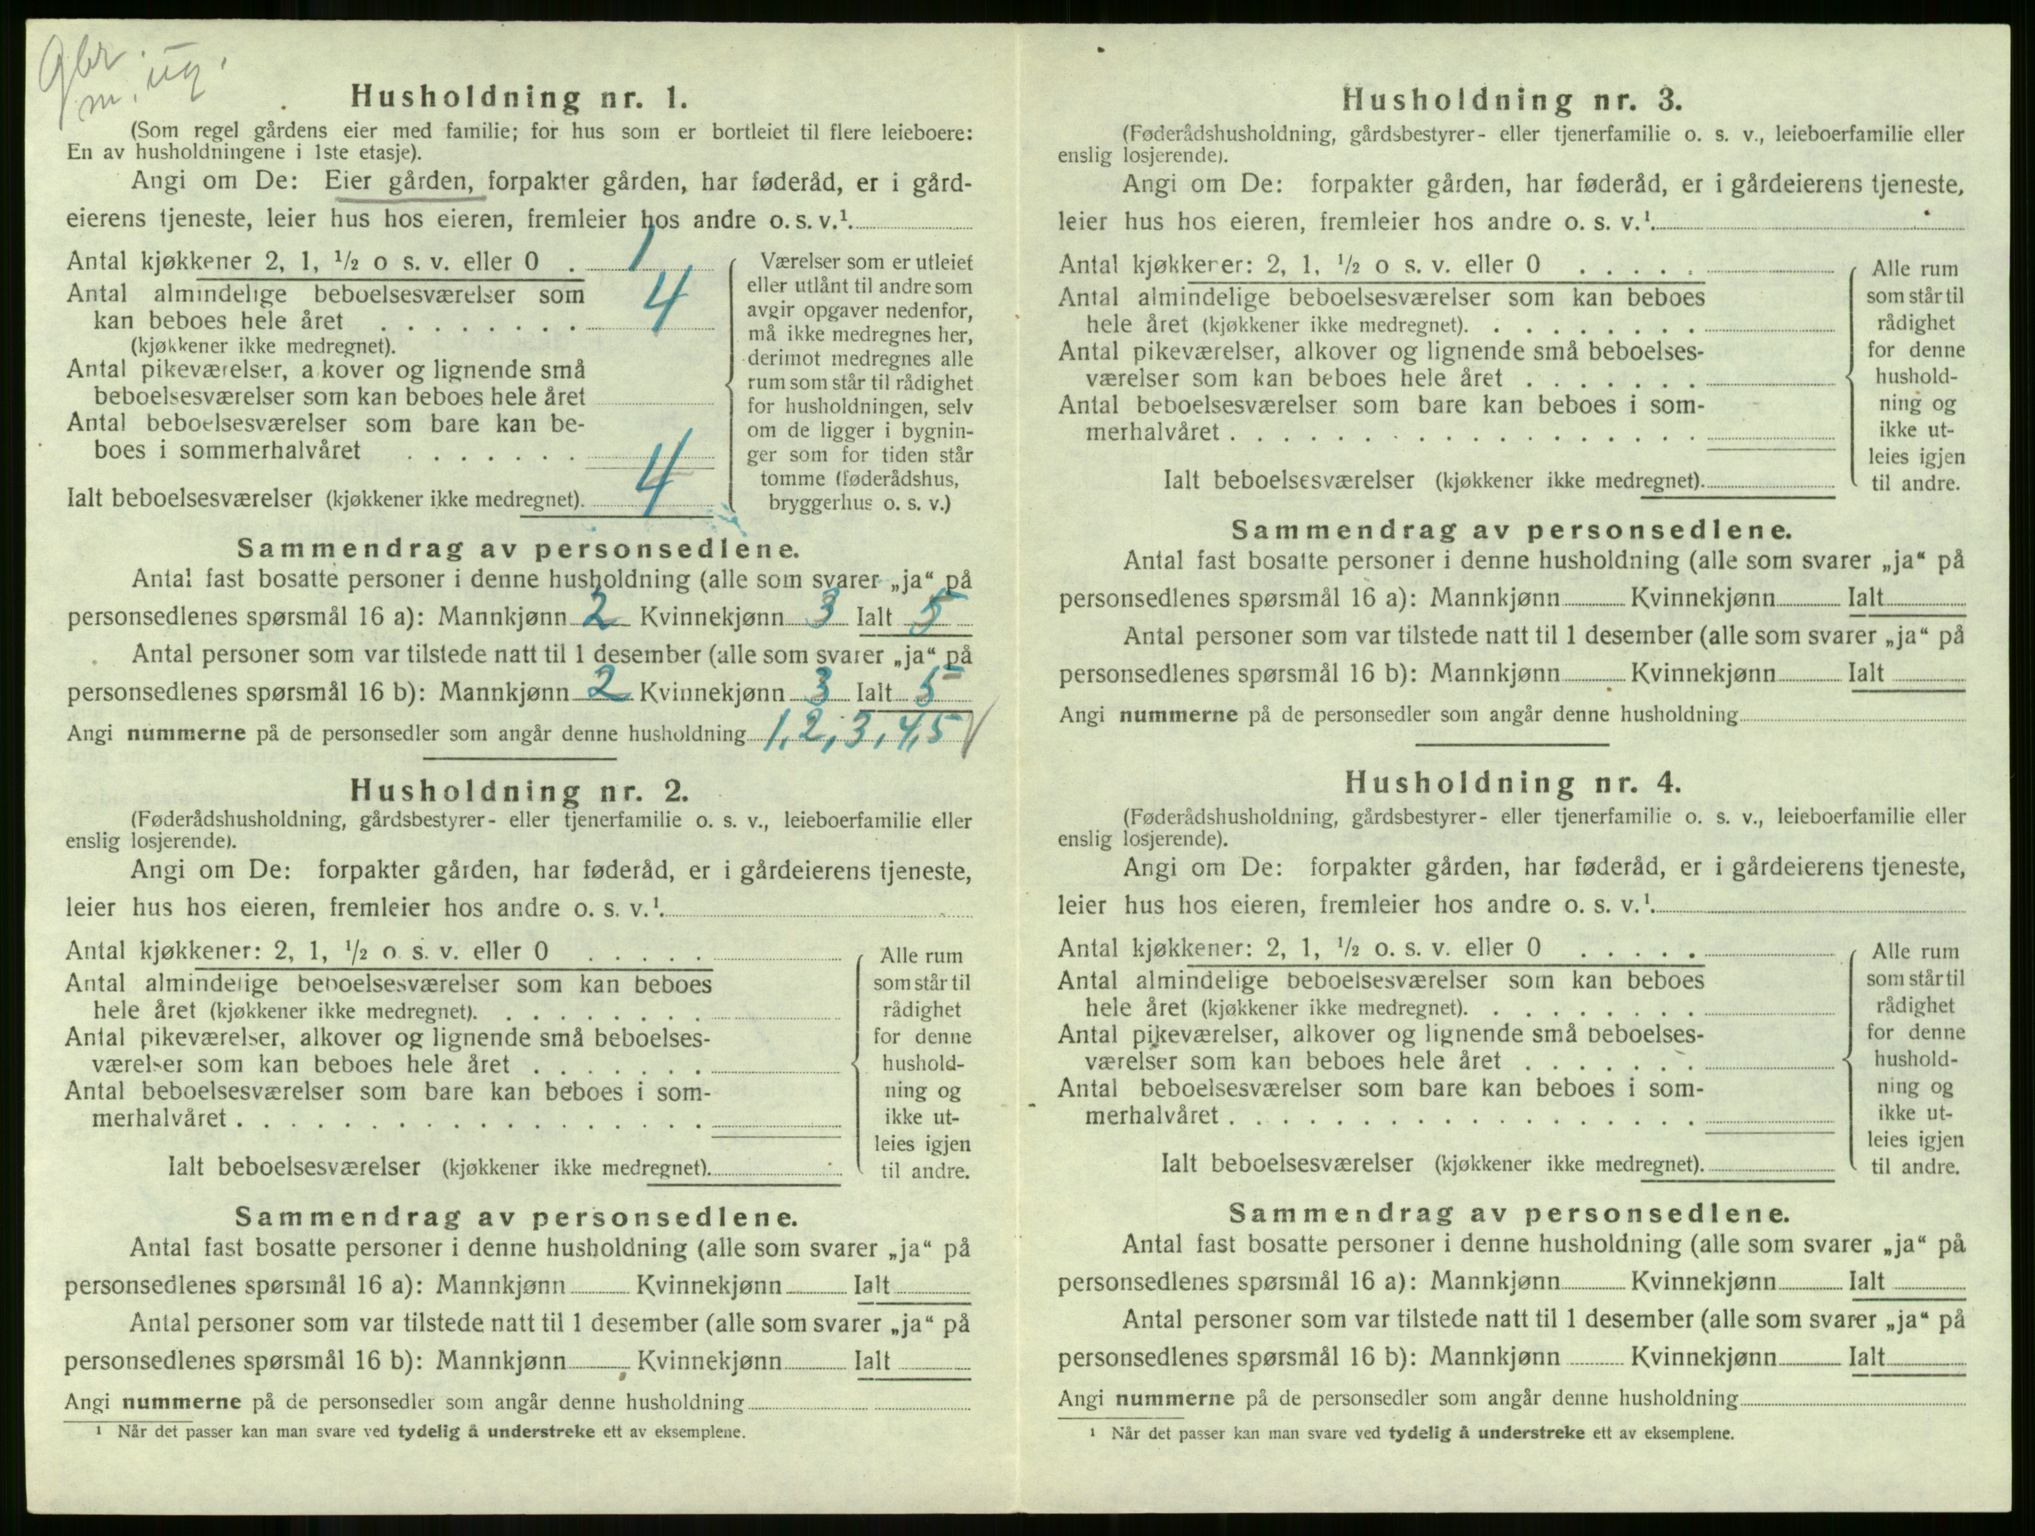 Gbr.
m. ug.
Husholdning nr. 1.
(Som regel gårdens eier med familie; for hus som er bortleiet til flere leieboere:
En av husholdningene i 1ste etasje).
Angi om De: Eier gården, forpakter gården, har føderåd, er i gård-
eierens tjeneste, leier hus hos eieren, fremleier hos andre o. s. v.¹.
Antal kjøkkener 2, 1, ½ o s. v. eller 0 . 1
Antal almindelige beboelsesværelser som
kan beboes hele året . . . . . . . . 4
(kjøkkener ikke medregnet).
Antal pikeværelser, a kover og lignende små
beboelsesværelser som kan beboes hele året
Antal beboelsesværelser som bare kan be-
boes i sommerhalvåret . . . . . . .
Ialt beboelsesværelser (kjøkkener ikke medregnet). 4
Værelser som er utleiet
eller utlånt til andre som
avgir opgaver nedenfor,
må ikke medregnes her,
derimot medregnes alle
rum som står til rådighet
for husholdningen, selv
om de ligger i bygnin-
ger som for tiden står
tomme (føderådshus,
bryggerhus o. s. v.)
Sammendrag av personsedlene.
Antal fast bosatte personer i denne husholdning (alle som svarer „ja“ på
personsedlenes spørsmål 16 a): Mannkjønn 2 Kvinnekjønn 3 Ialt 5
Antal personer som var tilstede natt til 1 desember (alle som svarer „ja“ på
personsedlenes spørsmål 16 b): Mannkjønn 2 Kvinnekjønn 3 Ialt 5
Angi nummerne på de personsedler som angår denne husholdning 1, 2, 3, 4, 5
Husholdning nr. 2.
(Føderådshusholdning, gårdsbestyrer- eller tjenerfamilie o. s. v., leieboerfamilie eller
enslig losjerende).
Angi om De: forpakter gården, har føderåd, er i gårdeierens tjeneste,
leier hus hos eieren, fremleier hos andre o. s. v.¹.
Antal kjøkkener: 2, 1, ½ o s. v. eller 0 . . . . .
Antal almindelige beboelsesværelser som kan beboes
hele året (kjøkkener ikke medregnet). . . . . . . . .
Antal pikeværelser, alkover og lignende små beboelses-
værelser som kan beboes hele året . . . . . . .
Antal beboelsesværelser som bare kan beboes i som-
merhalvåret . . . . . . . . . . . . . . . . . .
Ialt beboelsesværelser (kjøkkener ikke medregnet).
Alle rum
som står til
rådighet
for denne
hushold-
ning og
ikke ut-
leies igjen
til andre.
Sammendrag av personsedlene.
Antal fast bosatte personer i denne husholdning (alle som svarer „ja“ på
personsedlenes spørsmål 16 a): Mannkjønn Kvinnekjønn Ialt
Antal personer som var tilstede natt til 1 desember (alle som svarer „ja“ på
personsedlenes spørsmål 16 b): Mannkjønn Kvinnekjønn Ialt
Angi nummerne på de personsedler som angår denne husholdning
¹ Når det passer kan man svare ved tydelig å understreke ett av eksemplene.
Husholdning nr. 3.
(Føderådshusholdning, gårdsbestyrer- eller tjenerfamilie o. s. v., leieboerfamilie eller
enslig losjerende).
Angi om De: forpakter gården, har føderåd, er i gårdeierens tjeneste,
leier hus hos eieren, fremleier hos andre o. s. v.¹.
Antal kjøkkener: 2, 1, ½ o s. v. eller 0 . . . . .
Antal almindelige beboelsesværelser som kan beboes
hele året (kjøkkener ikke medregnet). . . . . . . . .
Antal pikeværelser, alkover og lignende små beboelses-
værelser som kan beboes hele året . . . . . . .
Antal beboelsesværelser som bare kan beboes i som-
merhalvåret . . . . . . . . . . . . . . . . . .
Ialt beboelsesværelser (kjøkkener ikke medregnet).
Alle rum
som står til
rådighet
for denne
hushold-
ning og
ikke ut-
leies igjen
til andre.
Sammendrag av personsedlene.
Antal fast bosatte personer i denne husholdning (alle som svarer „ja“ på
personsedlenes spørsmål 16 a): Mannkjønn Kvinnekjønn Ialt
Antal personer som var tilstede natt til 1 desember (alle som svarer „ja“ på
personsedlenes spørsmål 16 b): Mannkjønn Kvinnekjønn Ialt
Angi nummerne på de personsedler som angår denne husholdning
Husholdning nr. 4.
(Føderådshusholdning, gårdsbestyrer- eller tjenerfamilie o. s. v., leieboerfamilie eller
enslig losjerende).
Angi om De: forpakter gården, har føderåd, er i gårdeierens tjeneste,
leier hus hos eieren, fremleier hos andre o. s. v.¹.
Antal kjøkkener: 2, 1, ½ o. s. v. eller 0 . . . . .
Antal almindelige beboelsesværelser som kan beboes
hele året (kjøkkener ikke medregnet). . . . . . . . .
Antal pikeværelser, alkover og lignende små beboelses-
værelser som kan beboes hele året . . . . . . .
Antal beboelsesværelser som bare kan beboes i som-
merhalvåret . . . . . . . . . . . . . . . . . .
Ialt beboelsesværelser (kjøkkener ikke medregnet).
Alle rum
som står til
rådighet
for denne
hushold-
ning og
ikke ut-
leies igjen
til andre.
Sammendrag av personsedlene.
Antal fast bosatte personer i denne husholdning (alle som svarer „ja“ på
personsedlenes spørsmål 16 a): Mannkjønn Kvinnekjønn Ialt
Antal personer som var tilstede natt til 1 desember (alle som svarer „ja“ på
personsedlenes spørsmål 16 b): Mannkjønn Kvinnekjønn Ialt
Angi nummerne på de personsedler som angår denne husholdning
¹ Når det passer kan man svare ved tydelig å understreke ett av eksemplene.